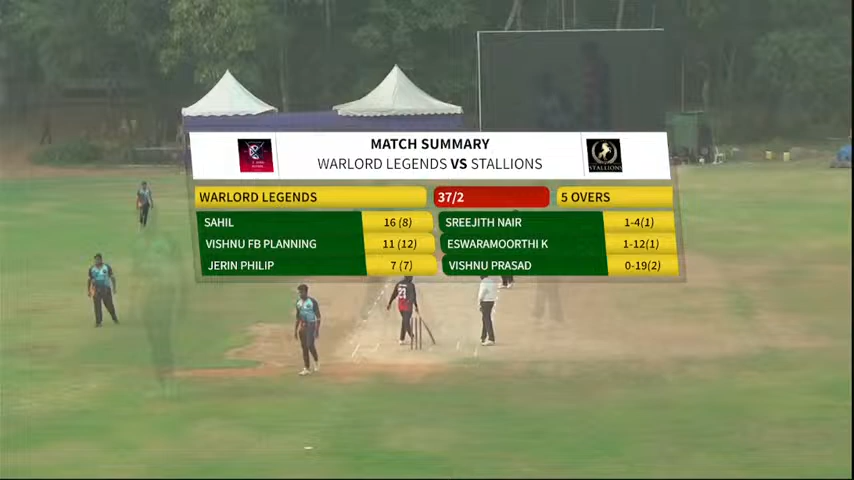 MATCH SUMMARY
WARLORD LEGENDS VS STALLIONS
STALLIONS
WARLORD LEGENDS 37/2 5 OVERS
SAHIL 16 (8) SREEJITH NAIR 1-4(1)
VISHNU FB PLANNING 11 (12) ESWARAMOORTHI K 1-12(1)
JERIN PHILIP 7 (7) VISHNU PRASAD 0-19(2)
23